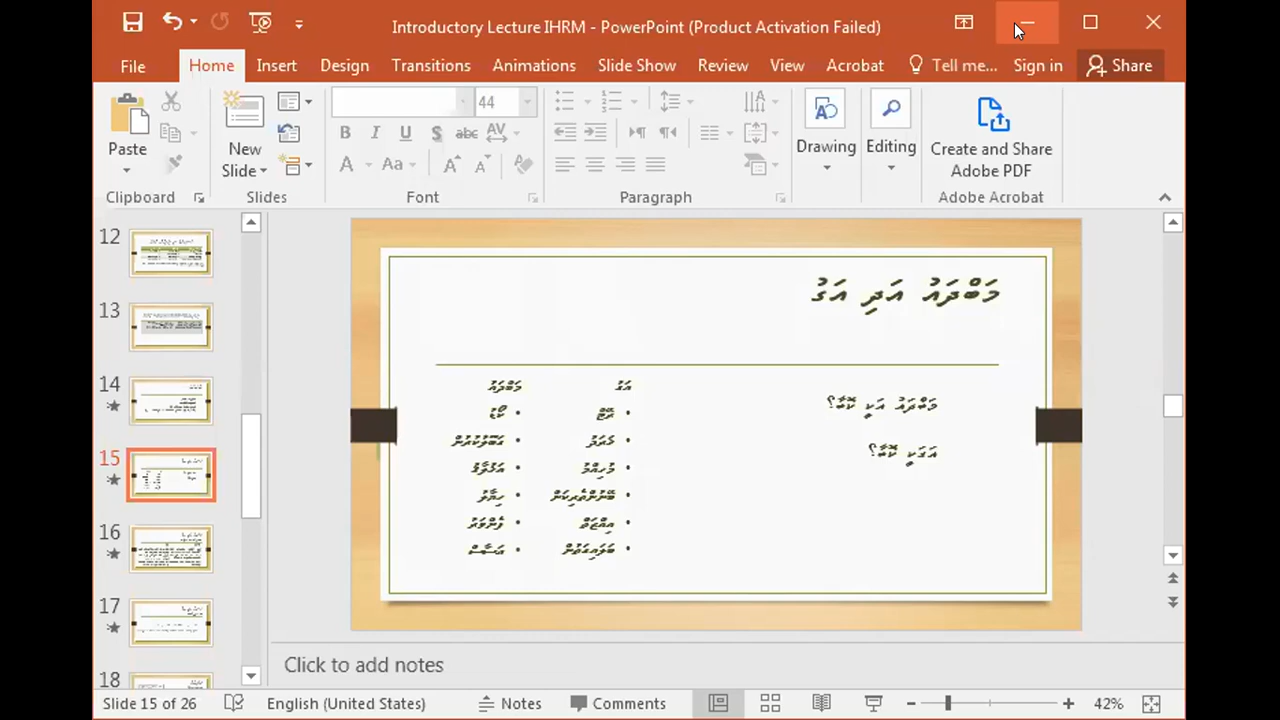 Introductory Lecture IHRM - PowerPoint (Product Activation Failed)
File
Home
Insert
Design
Transitions
Animations
Slide Show
Review
View
Acrobat
Tell me...
Sign in
Share
44
Paste
New
Slide
Drawing
Editing
Create and Share
Adobe PDF
Clipboard
Slides
Font
Paragraph
Adobe Acrobat
12
13
14
15
16
17
18
މަބްދައު އަދި އަގު
މަބްދައު އަކީ ކޮބާ؟
އަގަކީ ކޮބާ؟
އަގު
ރޭޓް
ޚަރަދު
މުހިއްމު
ބޭނުންތެރިކަން
އިއްޒަތް
ބަލައިގަތުން
މަބްދައު
ކޯޑު
ގަބޫލުކުރުން
އަޚުލާޤު
ހިޔާލު
ފެންވަރު
އަސާސް
Click to add notes
Slide 15 of 26
English (United States)
Notes
Comments
42%